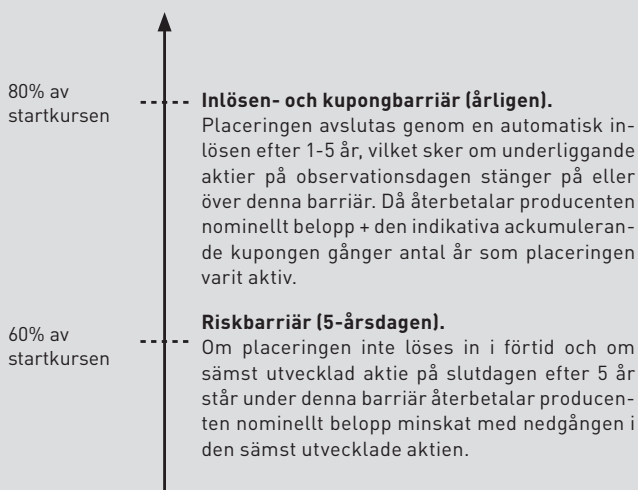 80% av
startkursen
Inlösen- och kupongbarriär (årligen).
Placeringen avslutas genom en automatisk in-
lösen efter 1-5 år, vilket sker om underliggande
aktier på observationsdagen stänger på eller
över denna barriär. Då återbetalar producenten
nominellt belopp + den indikativa ackumuleran-
de kupongen gånger antal år som placeringen
varit aktiv.
60% av
startkursen
Riskbarriär (5-årsdagen).
Om placeringen inte löses in i förtid och om
sämst utvecklad aktie på slutdagen efter 5 år
står under denna barriär återbetalar producen-
ten nominellt belopp minskat med nedgången i
den sämst utvecklade aktien.